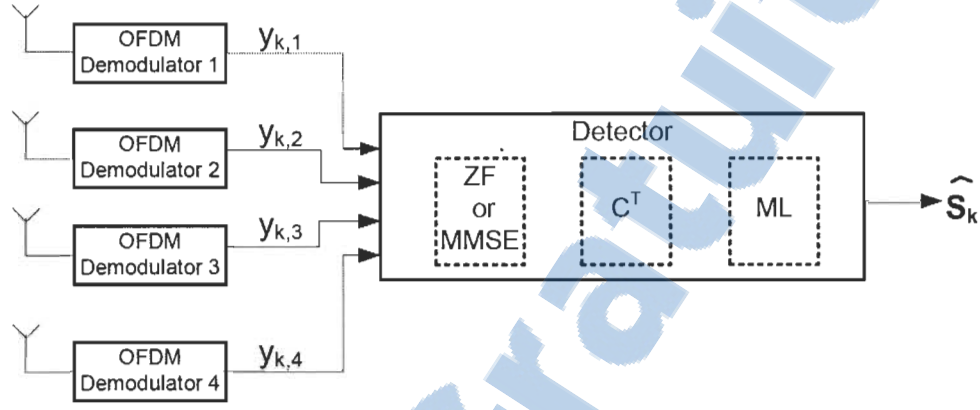 OFDM
Demodulator 1
y_k,1
OFDM
Demodulator 2
y_k,2
OFDM
Demodulator 3
y_k,3
OFDM
Demodulator 4
y_k,4
Detector
ZF
or
MMSE
C^T
ML
Ŝ_k